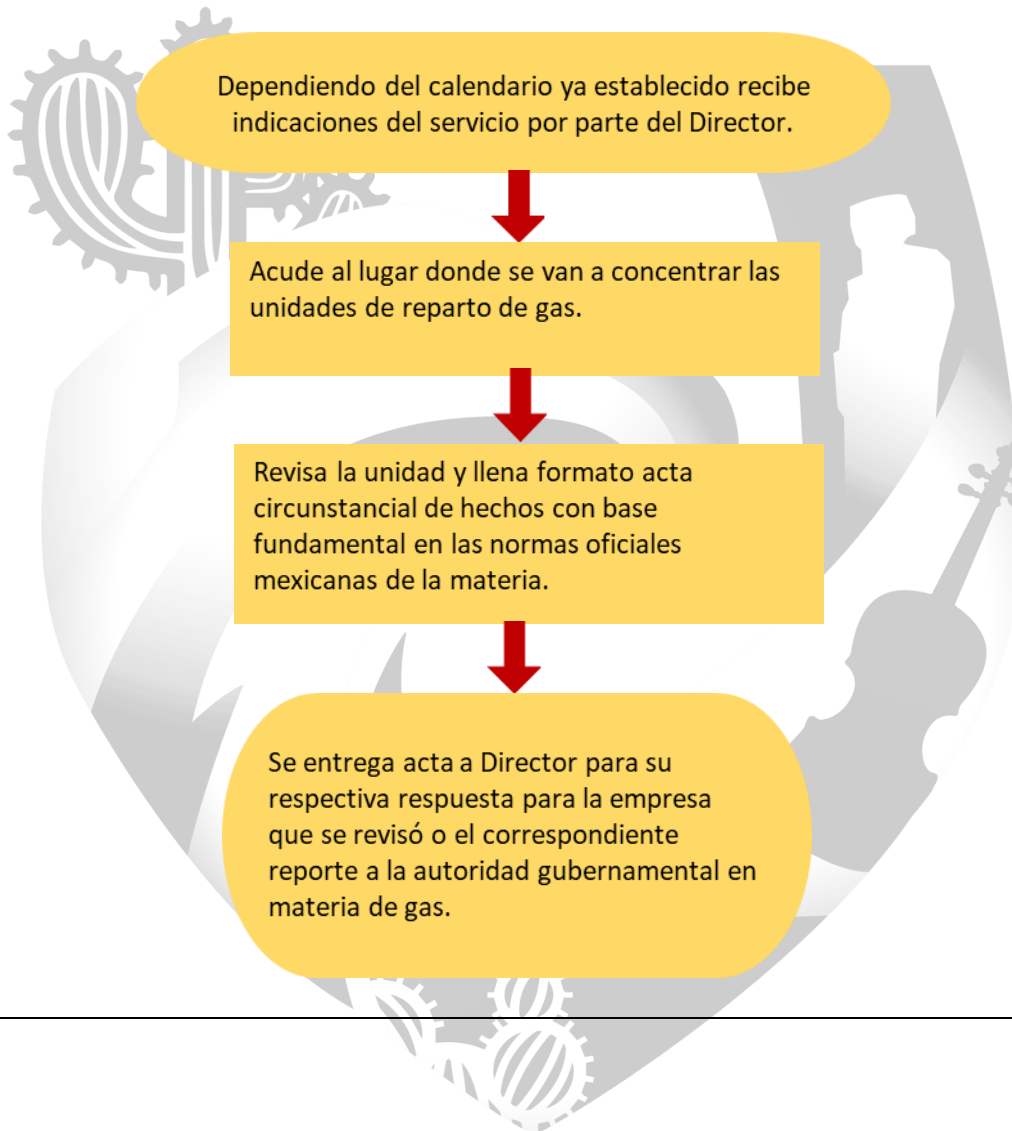 Dependiendo del calendario ya establecido recibe
indicaciones del servicio por parte del Director.
Acude al lugar donde se van a concentrar las
unidades de reparto de gas.
Revisa la unidad y llena formato acta
circunstancial de hechos con base
fundamental en las normas oficiales
mexicanas de la materia.
Se entrega acta a Director para su
respectiva respuesta para la empresa
que se revisó o el correspondiente
reporte a la autoridad gubernamental en
materia de gas.